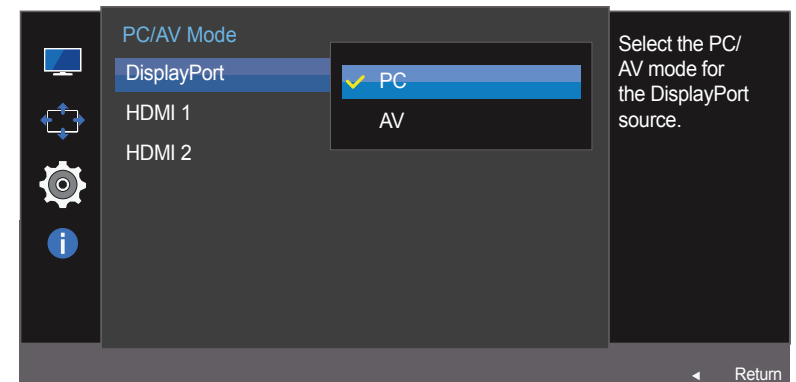 PC/AV Mode
DisplayPort
HDMI 1
HDMI 2
PC
AV
Select the PC/
AV mode for
the DisplayPort
source.
Return